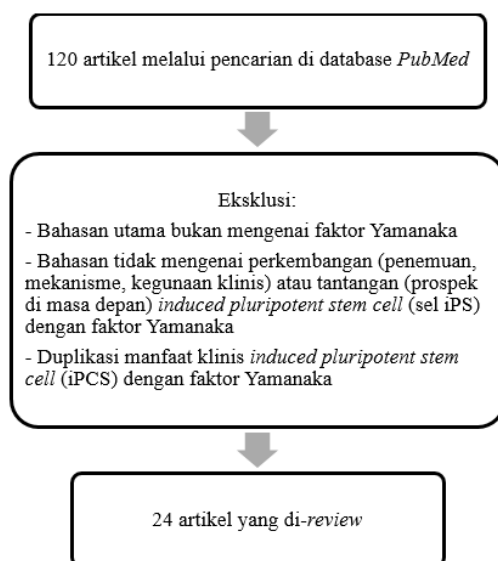 120 artikel melalui pencarian di database PubMed
Eksklusi:
- Bahasan utama bukan mengenai faktor Yamanaka
- Bahasan tidak mengenai perkembangan (penemuan,
mekanisme, kegunaan klinis) atau tantangan (prospek
di masa depan) induced pluripotent stem cell (sel iPS)
dengan faktor Yamanaka
- Duplikasi manfaat klinis induced pluripotent stem
cell (iPCS) dengan faktor Yamanaka
24 artikel yang di-review